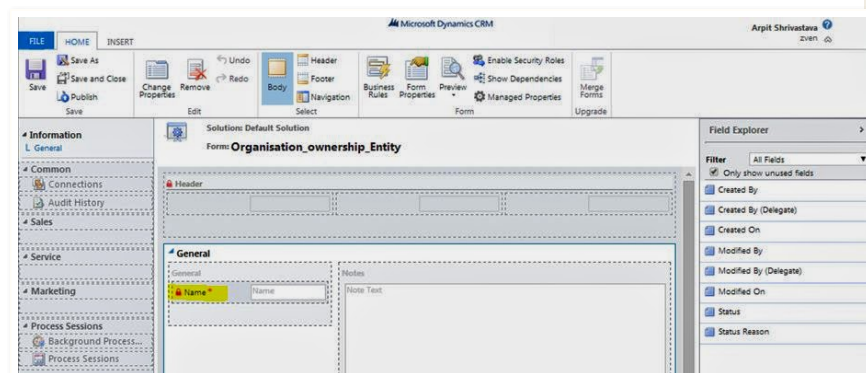 Microsoft Dynamics CRM
Arpit Shrivastava
zven
FILE HOME INSERT
Save
Save As
Save and Close
Publish
Save
Change Properties
Remove
Undo
Redo
Edit
Body
Header
Footer
Navigation
Select
Business Rules
Form Properties
Preview
Enable Security Roles
Show Dependencies
Managed Properties
Form
Merge Forms
Upgrade
Information
General
Common
Connections
Audit History
Sales
Service
Marketing
Process Sessions
Background Process...
Process Sessions
Solution: Default Solution
Form: Organisation_ownership_Entity
Header
General
General
Name*
Name
Notes
Note Text
Field Explorer
Filter All Fields
Only show unused fields
Created By
Created By (Delegate)
Created On
Modified By
Modified By (Delegate)
Modified On
Status
Status Reason